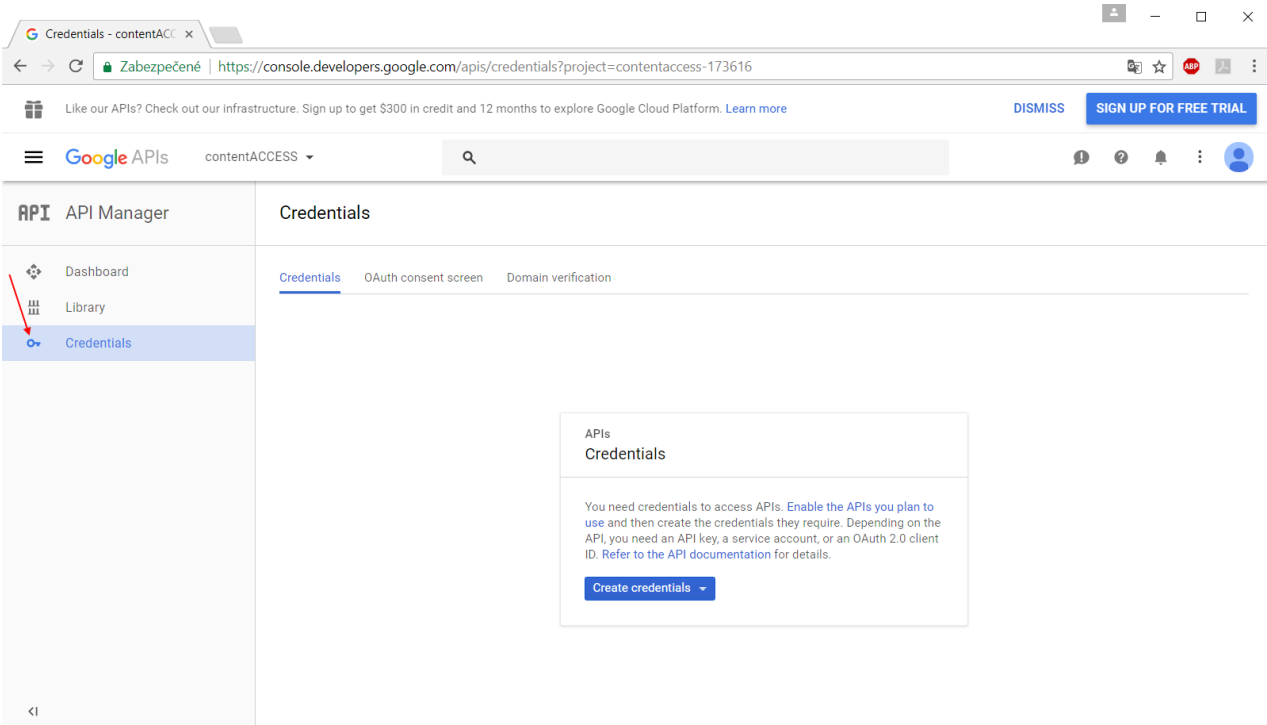 Credentials - contentACC
Zabezpečené | https://console.developers.google.com/apis/credentials?project=contentaccess-173616
ABP
Like our APIs? Check out our infrastructure. Sign up to get $300 in credit and 12 months to explore Google Cloud Platform. Learn more
DISMISS
SIGN UP FOR FREE TRIAL
Google APIs
contentACCESS
API API Manager
Credentials
Dashboard
Library
Credentials
Credentials
OAuth consent screen
Domain verification
APIs
Credentials
You need credentials to access APIs. Enable the APIs you plan to
use and then create the credentials they require. Depending on the
API, you need an API key, a service account, or an OAuth 2.0 client
ID. Refer to the API documentation for details.
Create credentials